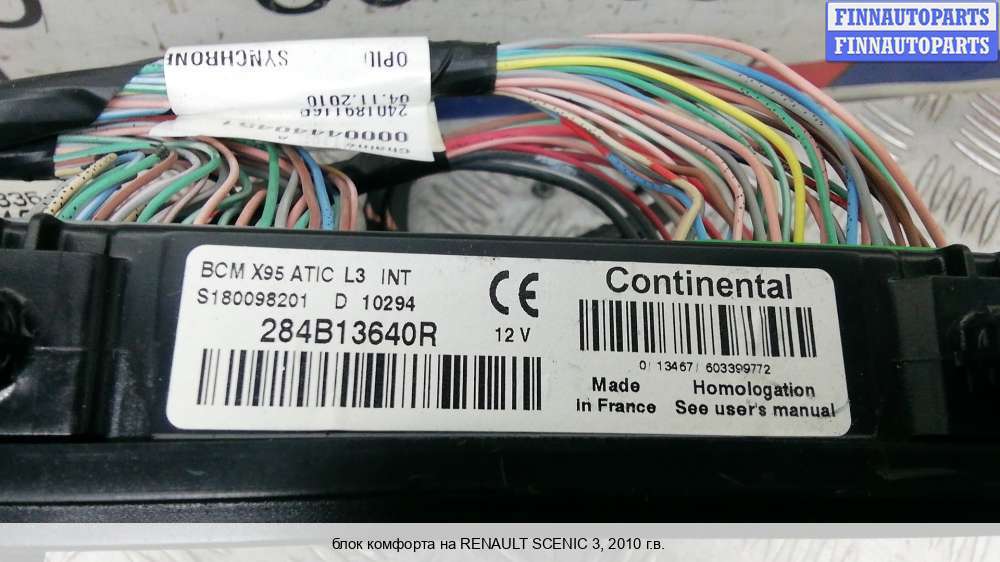 FINNAUTOPARTS
FINNAUTOPARTS
SYNCHRONE
04.11.2010
BCM X95 ATIC L3 INT
S180098201 D 10294
284B13640R
12 V
CE
Continental
0/13467/603399772
Made
in France
Homologation
See user's manual
блок комфорта на RENAULT SCENIC 3, 2010 г.в.